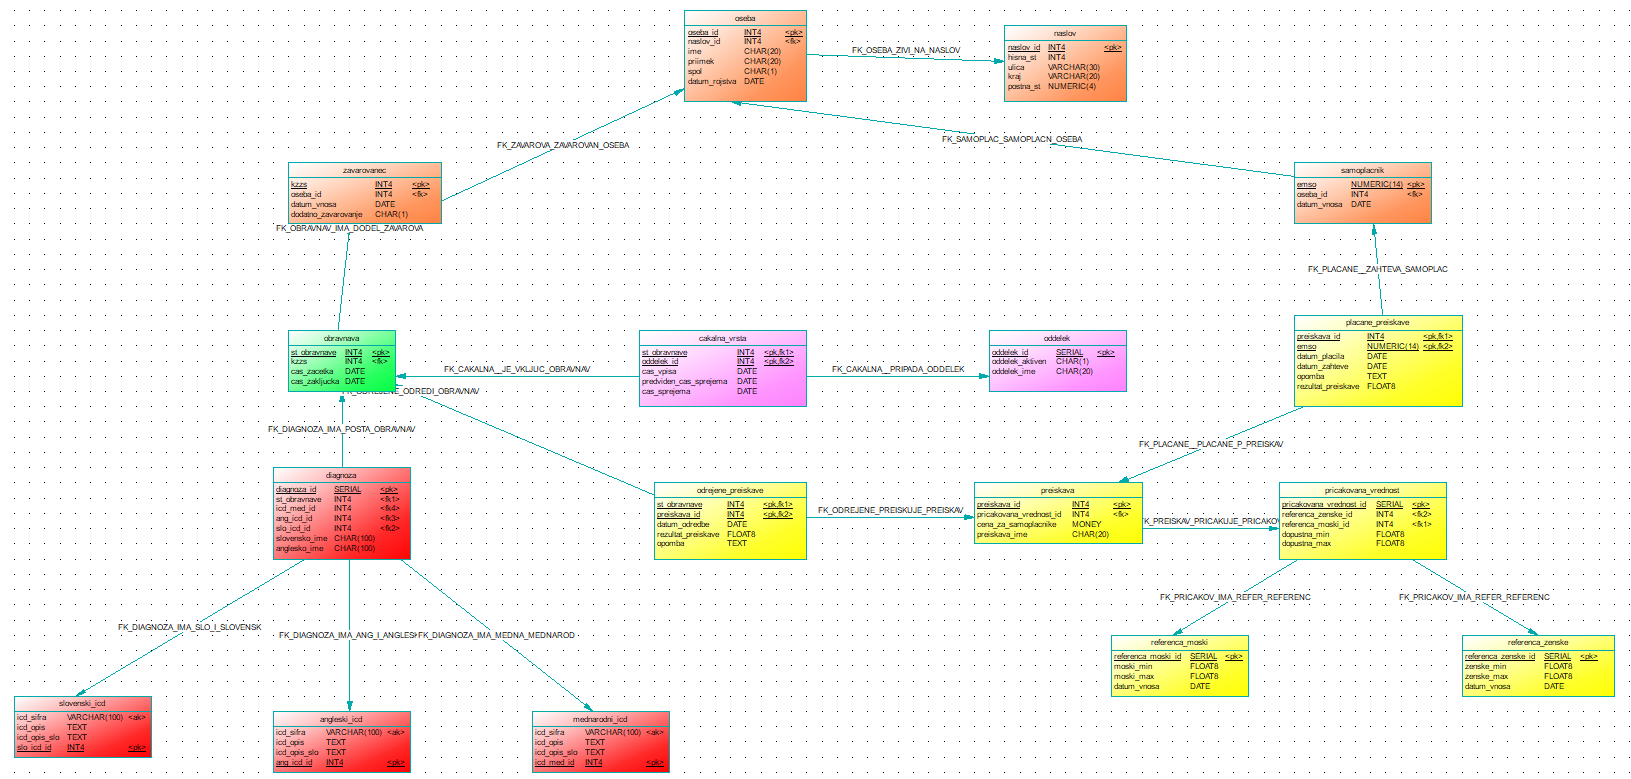 oseba
oseba_id INT4 <pk>
naslov_id INT4 <fk>
ime CHAR(20)
priimek CHAR(20)
spol CHAR(1)
datum_rojstva DATE
FK_OSEBA_ZIVI_NA_NASLOV
naslov
naslov_id INT4 <pk>
hisna_st INT4
ulica VARCHAR(30)
kraj VARCHAR(20)
postna_st NUMERIC(4)
FK_ZAVAROVA_ZAVAROVAN_OSEBA
FK_SAMOPLAC_SAMOPLACN_OSEBA
zavarovanec
kzzs INT4 <pk>
oseba_id INT4 <fk>
datum_vnosa DATE
dodatno_zavarovanje CHAR(1)
samoplacnik
emso NUMERIC(14) <pk>
oseba_id INT4 <fk>
datum_vnosa DATE
FK_OBRAVNAV_IMA_DODEL_ZAVAROVA
FK_PLACANE__ZAHTEVA_SAMOPLAC
obravnava
st_obravnave INT4 <pk>
kzzs INT4 <fk>
cas_zacetka DATE
cas_zakljucka DATE
FK_CAKALNA__JE_VKLJUC_OBRAVNAV
cakalna_vrsta
st_obravnave INT4 <pk,fk1>
oddelek_id INT4 <pk,fk2>
cas_vpisa DATE
predviden_cas_sprejema DATE
cas_sprejema DATE
FK_CAKALNA__PRIPADA_ODDELEK
oddelek
oddelek_id SERIAL <pk>
oddelek_aktiven CHAR(1)
oddelek_ime CHAR(20)
placane_preiskave
preiskava_id INT4 <pk,fk1>
emso NUMERIC(14) <pk,fk2>
datum_placila DATE
datum_zahteve DATE
opomba TEXT
rezultat_preiskave FLOAT8
FK_ODREJENE_ODREDI_OBRAVNAV
FK_DIAGNOZA_IMA_POSTA_OBRAVNAV
FK_PLACANE__PLACANE_P_PREISKAV
diagnoza
diagnoza_id SERIAL <pk>
st_obravnave INT4 <fk1>
icd_med_id INT4 <fk4>
ang_icd_id INT4 <fk3>
slo_icd_id INT4 <fk2>
slovensko_ime CHAR(100)
anglesko_ime CHAR(100)
odrejene_preiskave
st_obravnave INT4 <pk,fk1>
preiskava_id INT4 <pk,fk2>
datum_odredbe DATE
rezultat_preiskave FLOAT8
opomba TEXT
FK_ODREJENE_PREISKUJE_PREISKAV
preiskava
preiskava_id INT4 <pk>
pricakovana_vrednost_id INT4 <fk>
cena_za_samoplacnike MONEY
preiskava_ime CHAR(20)
FK_PREISKAV_PRICAKUJE_PRICAKOV
pricakovana_vrednost
pricakovana_vrednost_id SERIAL <pk>
referenca_zenske_id INT4 <fk2>
referenca_moski_id INT4 <fk1>
dopustna_min FLOAT8
dopustna_max FLOAT8
FK_PRICAKOV_IMA_REFER_REFERENC
FK_PRICAKOV_IMA_REFER_REFERENC
FK_DIAGNOZA_IMA_SLO_I_SLOVENSK
FK_DIAGNOZA_IMA_ANG_I_ANGLESK
FK_DIAGNOZA_IMA_MEDNA_MEDNAROD
referenca_moski
referenca_moski_id SERIAL <pk>
moski_min FLOAT8
moski_max FLOAT8
datum_vnosa DATE
referenca_zenske
referenca_zenske_id SERIAL <pk>
zenske_min FLOAT8
zenske_max FLOAT8
datum_vnosa DATE
slovenski_icd
icd_sifra VARCHAR(100) <ak>
icd_opis TEXT
icd_opis_slo TEXT
slo_icd_id INT4 <pk>
angleski_icd
icd_sifra VARCHAR(100) <ak>
icd_opis TEXT
icd_opis_slo TEXT
ang_icd_id INT4 <pk>
mednarodni_icd
icd_sifra VARCHAR(100) <ak>
icd_opis TEXT
icd_opis_slo TEXT
icd_med_id INT4 <pk>